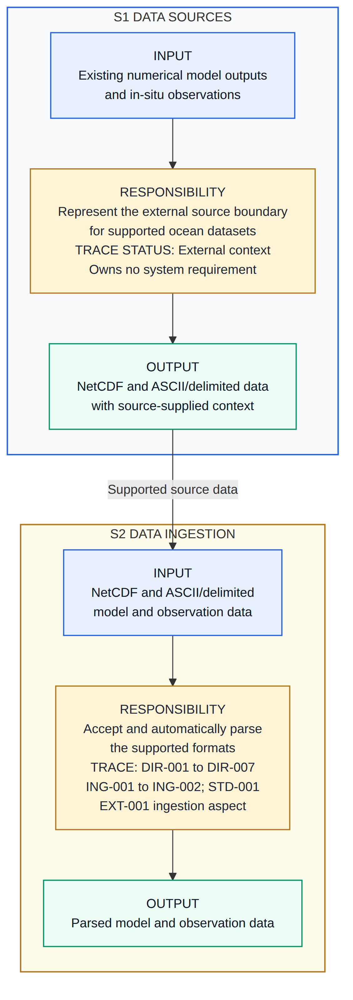 S1 DATA SOURCES
INPUT
Existing numerical model outputs
and in-situ observations
RESPONSIBILITY
Represent the external source boundary
for supported ocean datasets
TRACE STATUS: External context
Owns no system requirement
OUTPUT
NetCDF and ASCII/delimited data
with source-supplied context
Supported source data
S2 DATA INGESTION
INPUT
NetCDF and ASCII/delimited
model and observation data
RESPONSIBILITY
Accept and automatically parse
the supported formats
TRACE: DIR-001 to DIR-007
ING-001 to ING-002; STD-001
EXT-001 ingestion aspect
OUTPUT
Parsed model and observation data